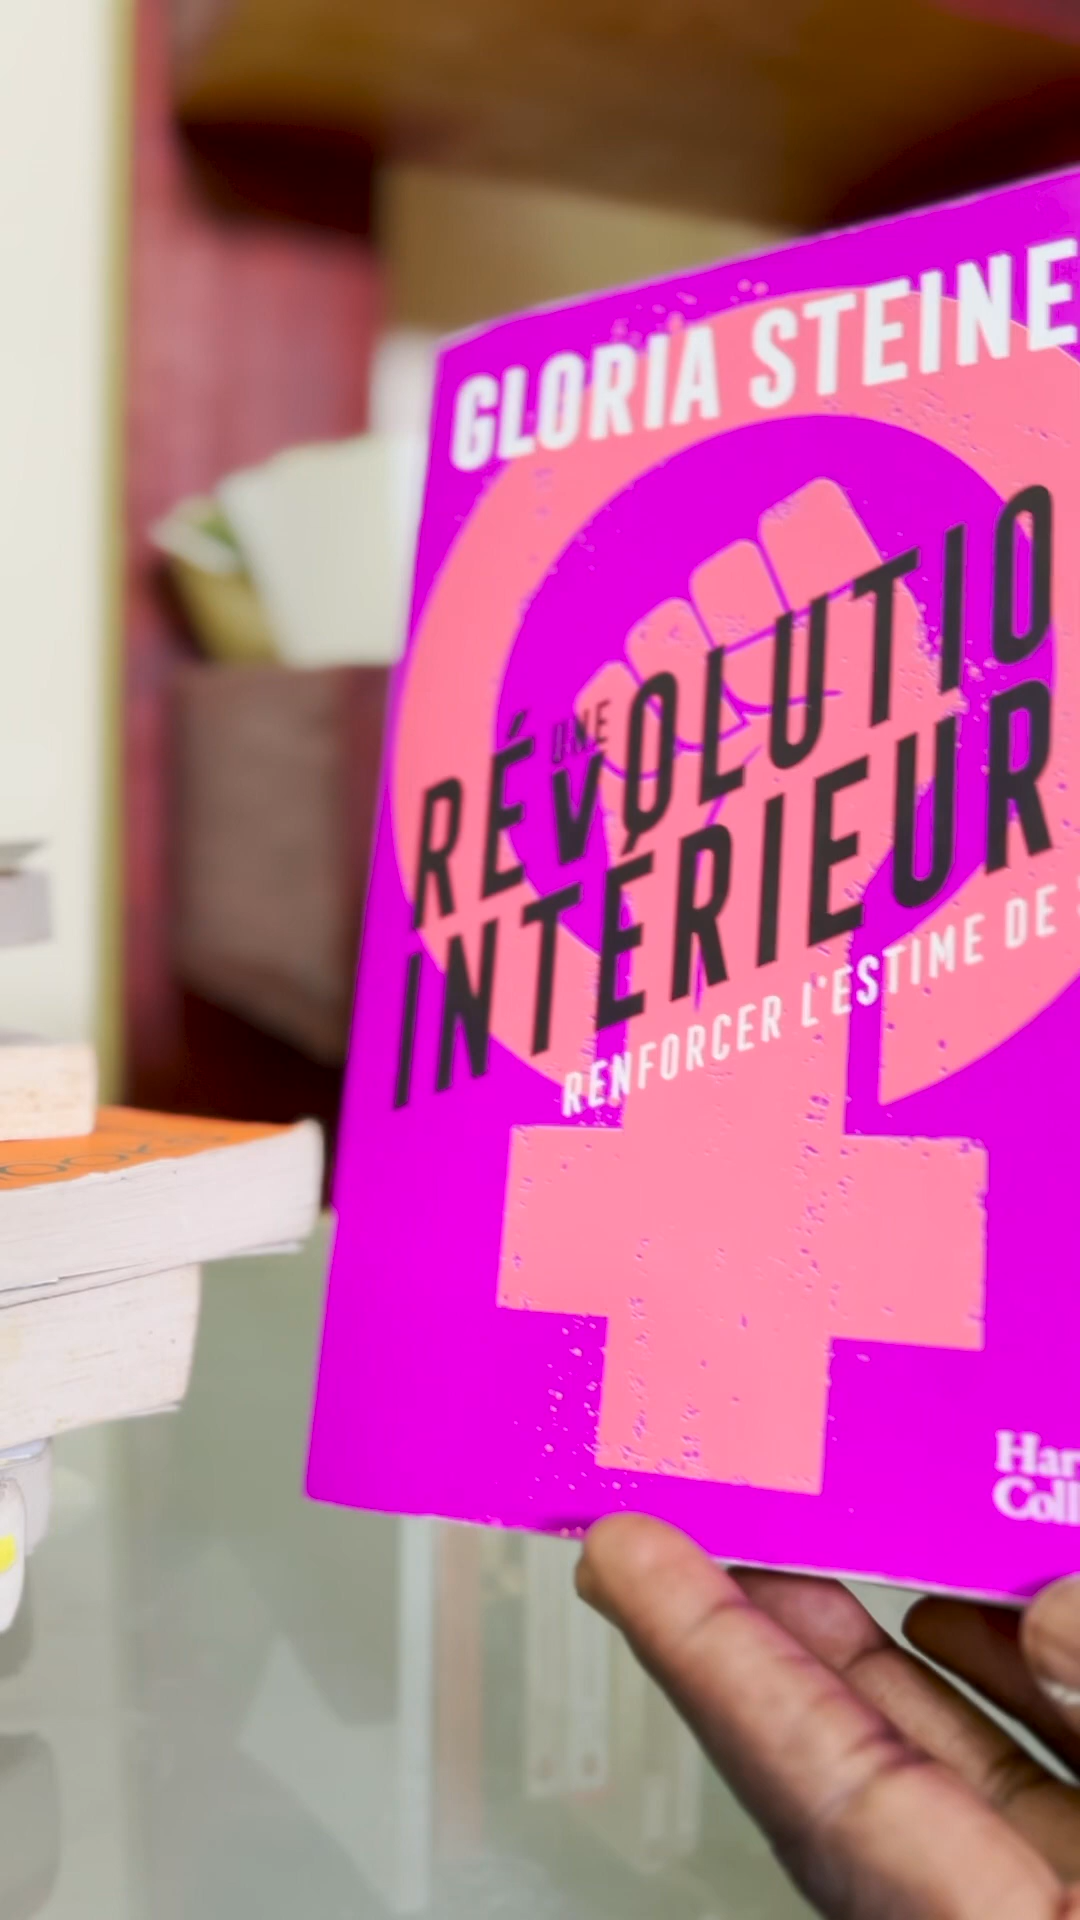 GLORIA STEINE
UNE
RÉVOLUTIO
INTÉRIEUR
RENFORCER L'ESTIME DE
Har
Coll